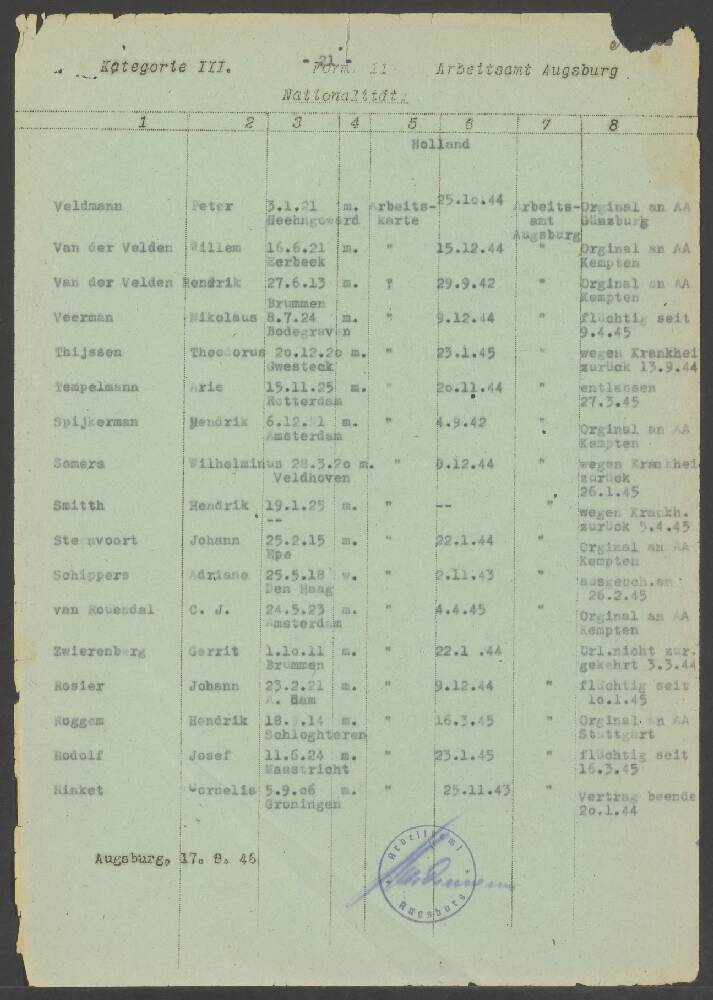 - 21 -
Kategorie III. Form 11 Arbeitsamt Augsburg
Nationalität.
1 2 3 4 5 6 7 8
Holland
Veldmann Peter 3.1.21 m. Arbeits- 25.10.44 Arbeits- Orginal an AA
Heehngoward karte amt Günzburg
Augsburg
Van der Velden Willem 16.6.21 m. " 15.12.44 " Orginal an AA
Eerbeek Kempten
Van der Velden Hendrik 27.6.13 m. " 29.9.42 " Orginal an AA
Brummen Kempten
Veerman Nikolaus 8.7.24 m. " 9.12.44 " flüchtig seit
Bodegraven 9.4.45
Thijssen Theodorus 20.12.20 m. " 23.1.45 " wegen Krankhei
Gwesteck zurück 13.9.44
Tempelmann Arie 15.11.25 m. " 20.11.44 " entlassen
Rotterdam 27.3.45
Spijkerman Hendrik 6.12. m. " 4.9.42 " Orginal an AA
Amsterdam Kempten
Somers Wilhelminus 28.3.20 m. " 9.12.44 " wegen Krankhei
Veldhoven zurück
26.1.45
Smitth Hendrik 19.1.25 m. " -- " wegen Krankh.
-- zurück 5.4.45
Steenvoort Johann 25.2.15 m. " 22.1.44 " Orginal an AA
Epe Kempten
Schippers Adriane 25.5.18 w. " 2.11.43 " ausgesch.am
Den Haag 26.2.45
van Rouendal C. J. 24.5.23 m. " 4.4.45 " Orginal an AA
Amsterdam Kempten
Zwierenberg Gerrit 1.10.11 m. " 22.1 .44 " Url.nicht zur.
Brummen gekehrt 3.3.44
Rosier Johann 23.2.21 m. " 9.12.44 " flüchtig seit
A. Dam 10.1.45
Roggem Hendrik m. " 16.3.45 " Orginal an AA
Schloghteren Stuttgart
Rodolf Josef 11.6.24 m. " 23.1.45 " flüchtig seit
Maastricht 16.3.45
Rinket Cornelis 5.9.06 m. " 25.11.43 " Vertrag beende
Groningen 20.1.44
Augsburg, 17. 8. 46
Arbeitsamt
Augsburg